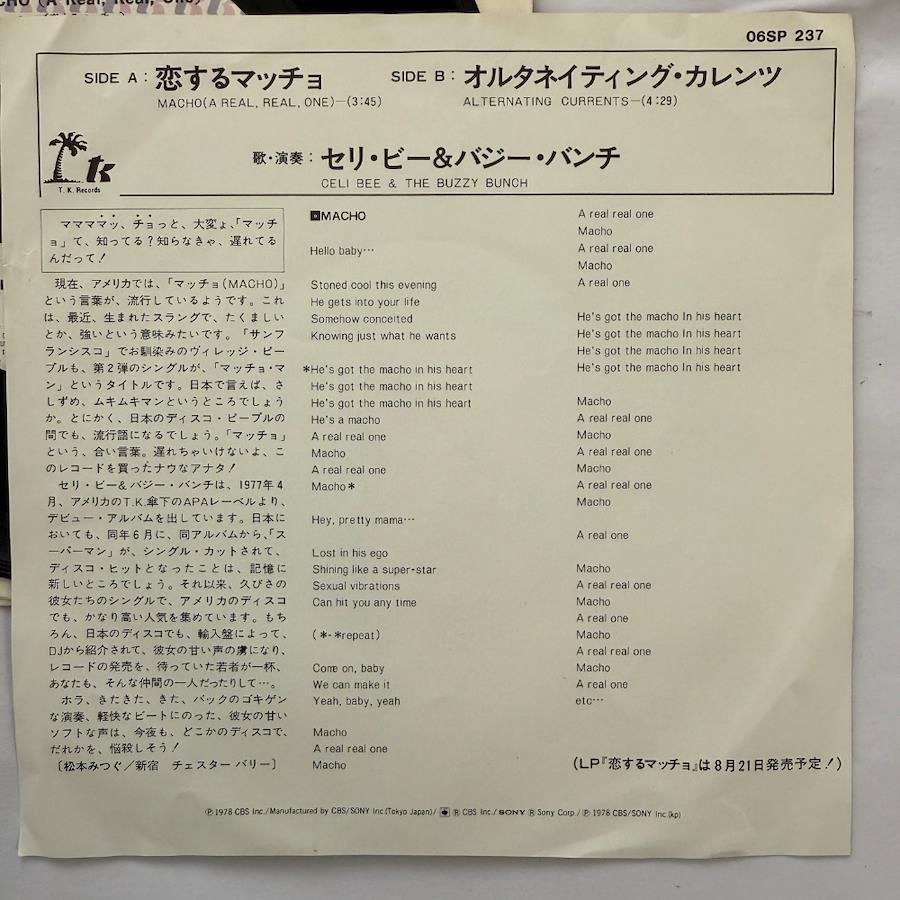 MACHO (A Real, Real, One)
06SP 237
SIDE A：恋するマッチョ
MACHO(A REAL, REAL, ONE)—(3:45)
SIDE B：オルタネイティング・カレンツ
ALTERNATING CURRENTS—(4:29)
tk
T. K. Records
歌・演奏：セリ・ビー＆バジー・バンチ
CELI BEE & THE BUZZY BUNCH
ママママッ、チョっと、大変ょ、「マッチ
ョ」て、知ってる？知らなきゃ、遅れてる
んだって！
現在、アメリカでは、「マッチョ(MACHO)」
という言葉が、流行しているようです。これ
は、最近、生まれたスラングで、たくましい
とか、強いという意味みたいです。「サンフ
ランシスコ」でお馴染みのヴィレッジ・ピー
プルも、第2弾のシングルが、「マッチョ・マ
ン」というタイトルです。日本で言えば、さ
しずめ、ムキムキマンというところでしょう
か。とにかく、日本のディスコ・ピープルの
間でも、流行語になるでしょう。「マッチョ」
という、合い言葉。遅れちゃいけないよ、こ
のレコードを買ったナウなアナタ！
セリ・ビー＆バジー・バンチは、1977年4
月、アメリカのT.K.傘下のAPAレーベルより、
デビュー・アルバムを出しています。日本に
おいても、同年6月に、同アルバムから、「ス
ーパーマン」が、シングル・カットされて、
ディスコ・ヒットとなったことは、記憶に
新しいところでしょう。それ以来、久びさの
彼女たちのシングルで、アメリカのディスコ
でも、かなり高い人気を集めています。もち
ろん、日本のディスコでも、輸入盤によって、
DJから紹介されて、彼女の甘い声の虜になり、
レコードの発売を、待っていた若者が一杯、
あなたも、そんな仲間の一人だったりして…。
ホラ、きたきた、きた、バックのゴキゲン
な演奏、軽快なビートにのった、彼女の甘い
ソフトな声は、今夜も、どこかのディスコで、
だれかを、悩殺しそう！
〔松本みつぐ／新宿 チェスター バリー〕
MACHO
Hello baby…
Stoned cool this evening
He gets into your life
Somehow conceited
Knowing just what he wants
*He's got the macho in his heart
He's got the macho in his heart
He's got the macho in his heart
He's a macho
A real real one
Macho
A real real one
Macho*
Hey, pretty mama…
Lost in his ego
Shining like a super-star
Sexual vibrations
Can hit you any time
(*-*repeat)
Come on, baby
We can make it
Yeah, baby, yeah
Macho
A real real one
Macho
A real real one
Macho
A real real one
Macho
A real one
He's got the macho In his heart
He's got the macho In his heart
He's got the macho In his heart
He's got the macho In his heart
Macho
A real real one
Macho
A real real one
Macho
A real real one
Macho
A real one
Macho
A real real one
Macho
A real one
Macho
A real real one
Macho
A real one
etc…
(LP『恋するマッチョ』は8月21日発売予定！)
Ⓟ1978 CBS Inc./Manufactured by CBS/SONY Inc.(Tokyo Japan)/ Ⓡ CBS Inc./SONY Ⓡ Sony Corp./Ⓟ1978 CBS/SONY Inc.(kp)